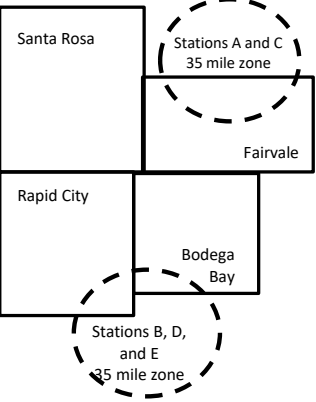 Santa Rosa
Stations A and C
35 mile zone
Fairvale
Rapid City
Bodega
Bay
Stations B, D,
and E
35 mile zone